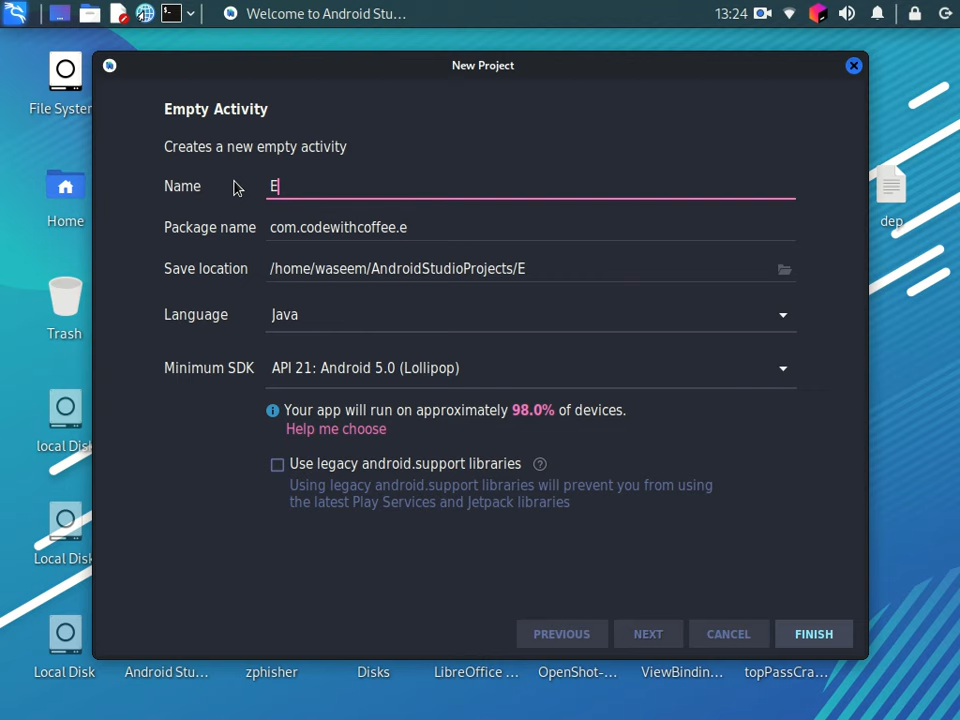 Welcome to Android Stu...
13:24
New Project
Empty Activity
Creates a new empty activity
Name E
Package name com.codewithcoffee.e
Save location /home/waseem/AndroidStudioProjects/E
Language Java
Minimum SDK API 21: Android 5.0 (Lollipop)
Your app will run on approximately 98.0% of devices.
Help me choose
Use legacy android.support libraries ?
Using legacy android.support libraries will prevent you from using
the latest Play Services and Jetpack libraries
PREVIOUS NEXT CANCEL FINISH
File System
Home
Trash
local Disk
Local Disk
Local Disk
Android Stu...
zphisher
Disks
LibreOffice ...
OpenShot-...
ViewBindin...
topPassCra...
dep